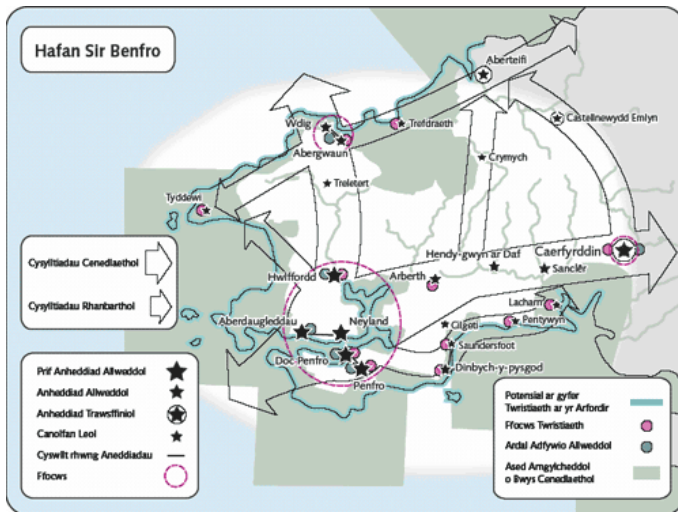 Hafan Sir Benfro
Aberteifi
Wdig
Trefdraeth
Castellnewydd Emlyn
Abergwaun
Crymych
Treletert
Tyddewi
Cysylltiadau Cenedlaethol
Cysylltiadau Rhanbarthol
Hwlffordd
Arberth
Hendy-gwyn ar Daf
Caerfyrddin
Sanclêr
Lacharn
Aberdaugleddau
Neyland
Cilgeti
Pentywyn
Saundersfoot
Doc Penfro
Penfro
Dinbych-y-pysgod
Prif Anheddiad Allweddol
Anheddiad Allweddol
Anheddiad Trawsffiniol
Canolfan Leol
Cyswllt rhwng Aneddiadau
Ffocws
Potensial ar gyfer
Twristiaeth ar yr Arfordir
Ffocws Twristiaeth
Ardal Adfywio Allweddol
Ased Amgylcheddol
o Bwys Cenedlaethol